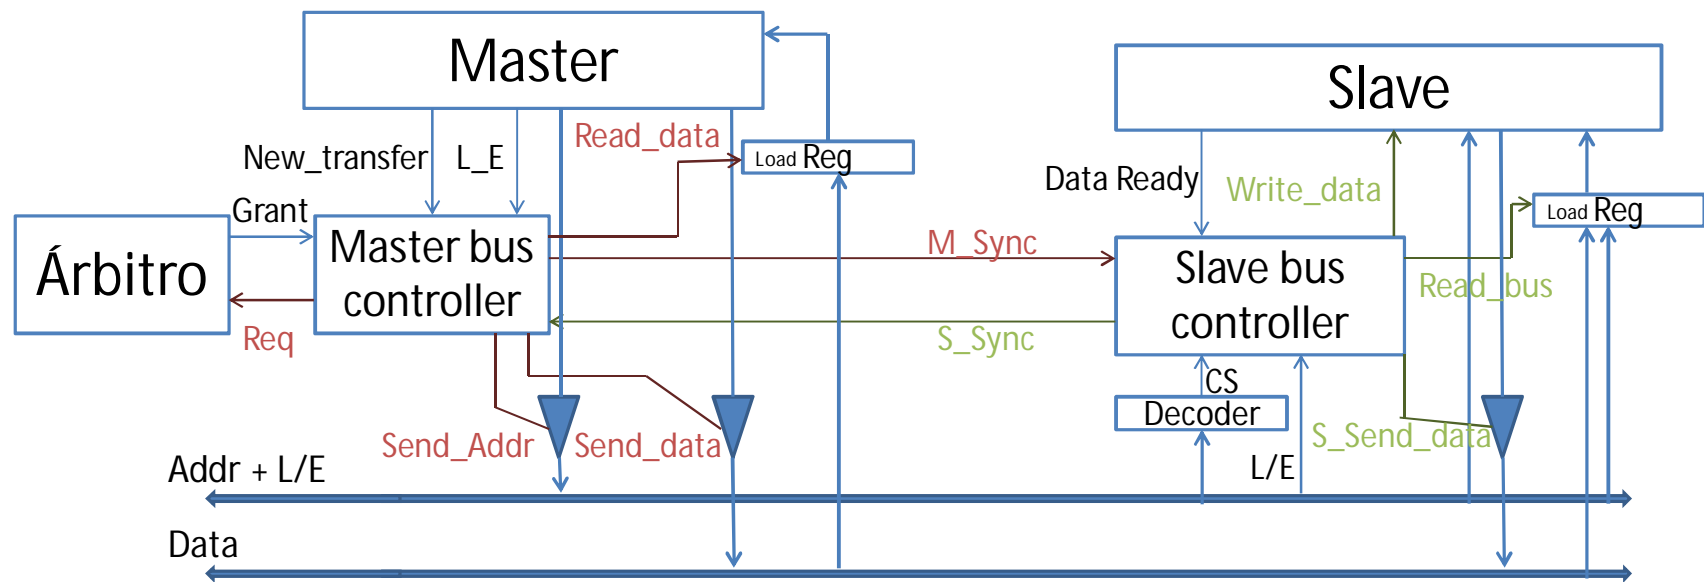 Master
Slave
Read_data
Load Reg
New_transfer
L_E
Data Ready
Write_data
Load Reg
Grant
Árbitro
Master bus
controller
M_Sync
Slave bus
controller
Read_bus
Req
S_Sync
CS
Decoder
Send_Addr
Send_data
S_Send_data
Addr + L/E
L/E
Data